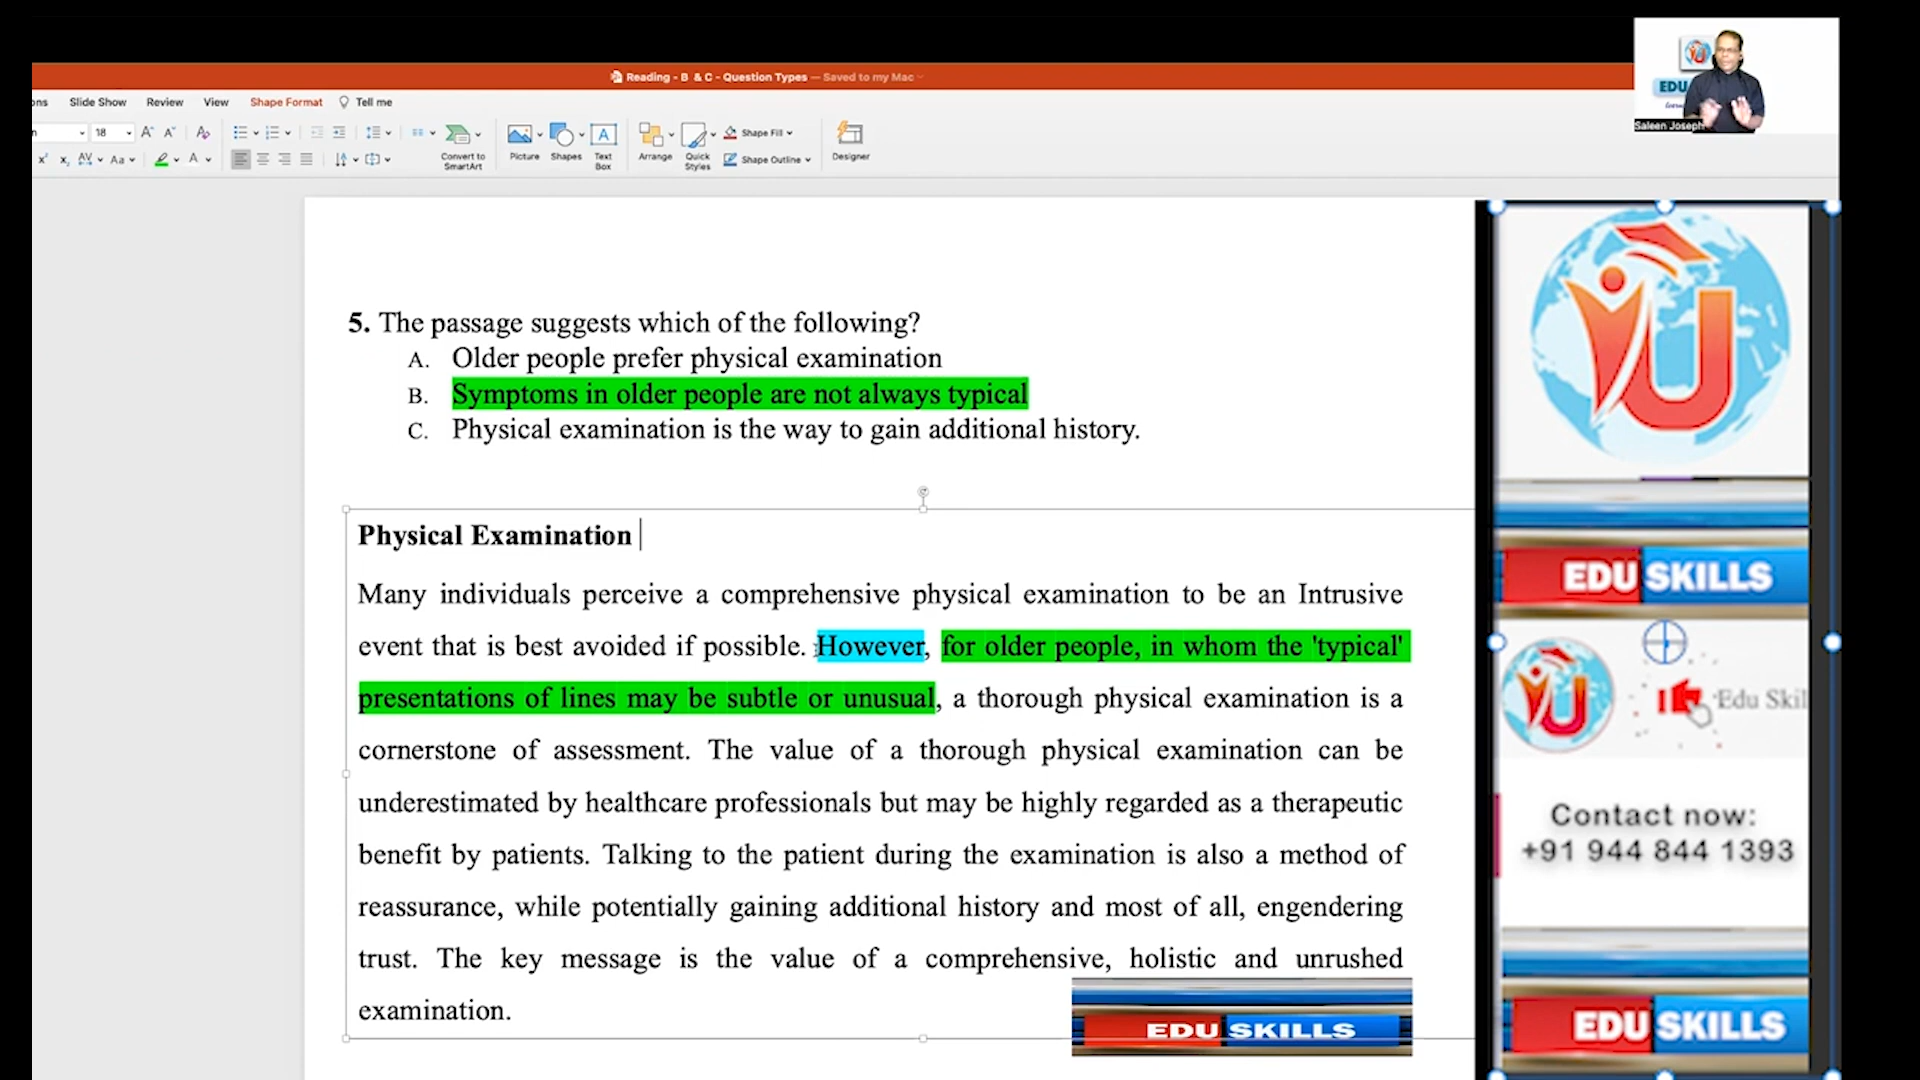 Reading - B & C - Question Types — Saved to my Mac
ons Slide Show Review View Shape Format Tell me
18
Convert to SmartArt
Picture
Shapes
Text Box
Arrange
Quick Styles
Shape Fill
Shape Outline
Designer
EDU
Saleen Joseph
5. The passage suggests which of the following?
A. Older people prefer physical examination
B. Symptoms in older people are not always typical
C. Physical examination is the way to gain additional history.
Physical Examination
Many individuals perceive a comprehensive physical examination to be an Intrusive
event that is best avoided if possible. However, for older people, in whom the 'typical'
presentations of lines may be subtle or unusual, a thorough physical examination is a
cornerstone of assessment. The value of a thorough physical examination can be
underestimated by healthcare professionals but may be highly regarded as a therapeutic
benefit by patients. Talking to the patient during the examination is also a method of
reassurance, while potentially gaining additional history and most of all, engendering
trust. The key message is the value of a comprehensive, holistic and unrushed
examination.
EDU SKILLS
EDU SKILLS
Edu Skil
Contact now:
+91 944 844 1393
EDU SKILLS